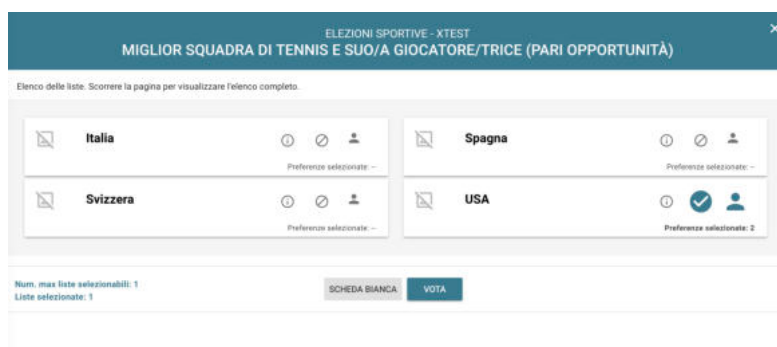 ELEZIONI SPORTIVE - XTEST
MIGLIOR SQUADRA DI TENNIS E SUO/A GIOCATORE/TRICE (PARI OPPORTUNITÀ)
Elenco delle liste. Scorrere la pagina per visualizzare l'elenco completo.
Italia
Preferenze selezionate: --
Spagna
Preferenze selezionate: --
Svizzera
Preferenze selezionate: --
USA
Preferenze selezionate: 2
Num. max liste selezionabili: 1
Liste selezionate: 1
SCHEDA BIANCA
VOTA